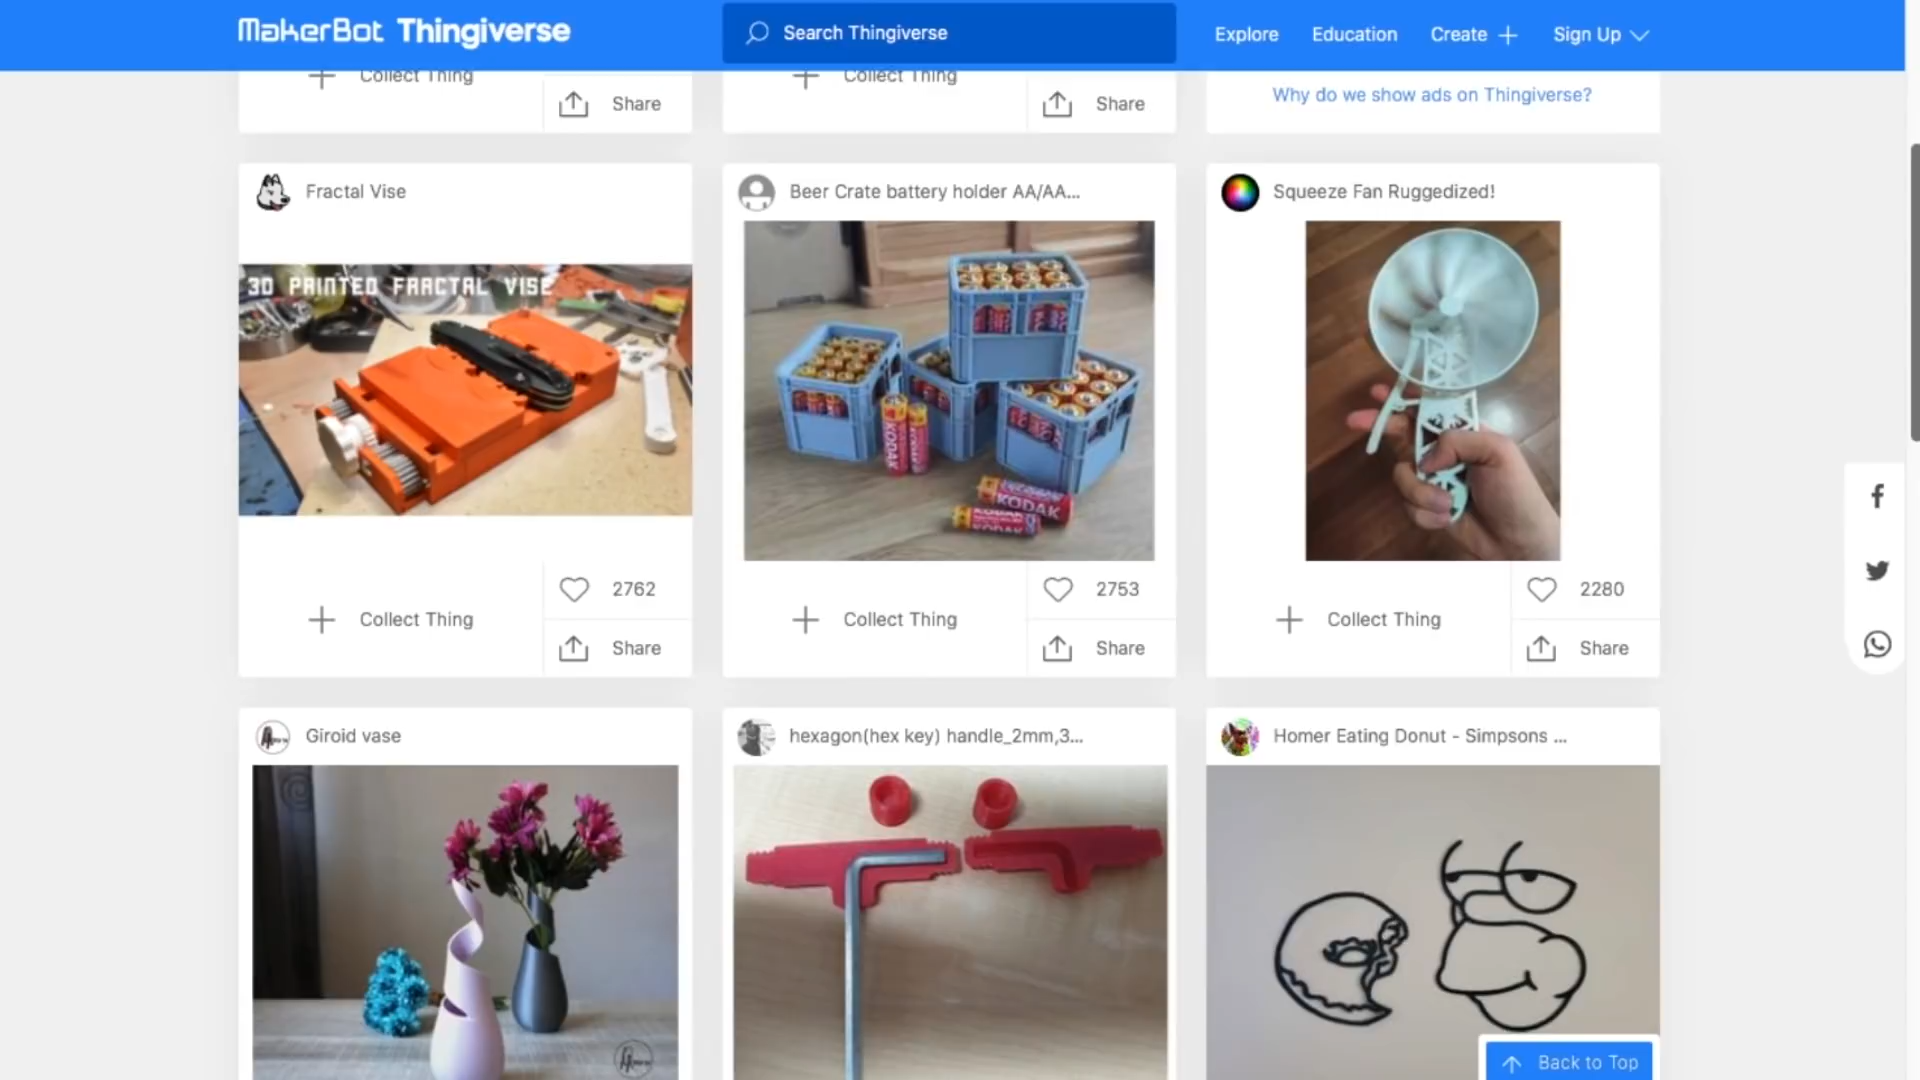 MakerBot Thingiverse
Search Thingiverse
Explore
Education
Create
Sign Up
Collect Thing
Share
Collect Thing
Share
Why do we show ads on Thingiverse?
Fractal Vise
3D PRINTED FRACTAL VISE
2762
Collect Thing
Share
Beer Crate battery holder AA/AA...
KODAK
KODAK
KODAK
KODAK
2753
Collect Thing
Share
Squeeze Fan Ruggedized!
2280
Collect Thing
Share
Giroid vase
hexagon(hex key) handle_2mm,3...
Homer Eating Donut - Simpsons ...
Back to Top